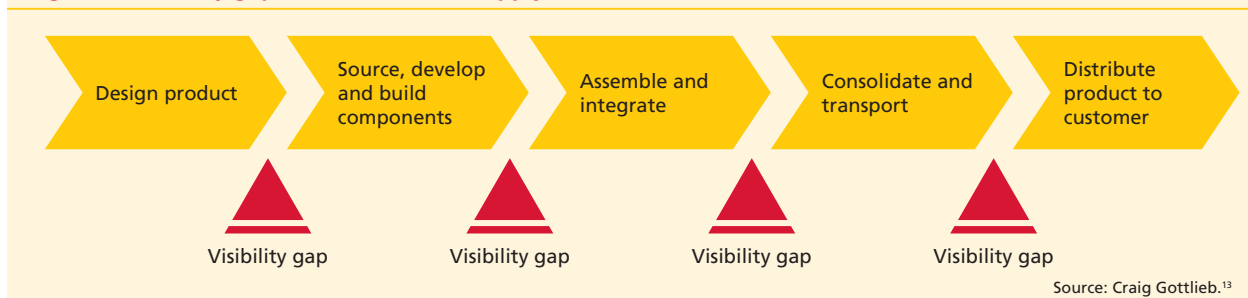 Design product
Source, develop
and build
components
Assemble and
integrate
Consolidate and
transport
Distribute
product to
customer
Visibility gap
Visibility gap
Visibility gap
Visibility gap
Source: Craig Gottlieb.¹³